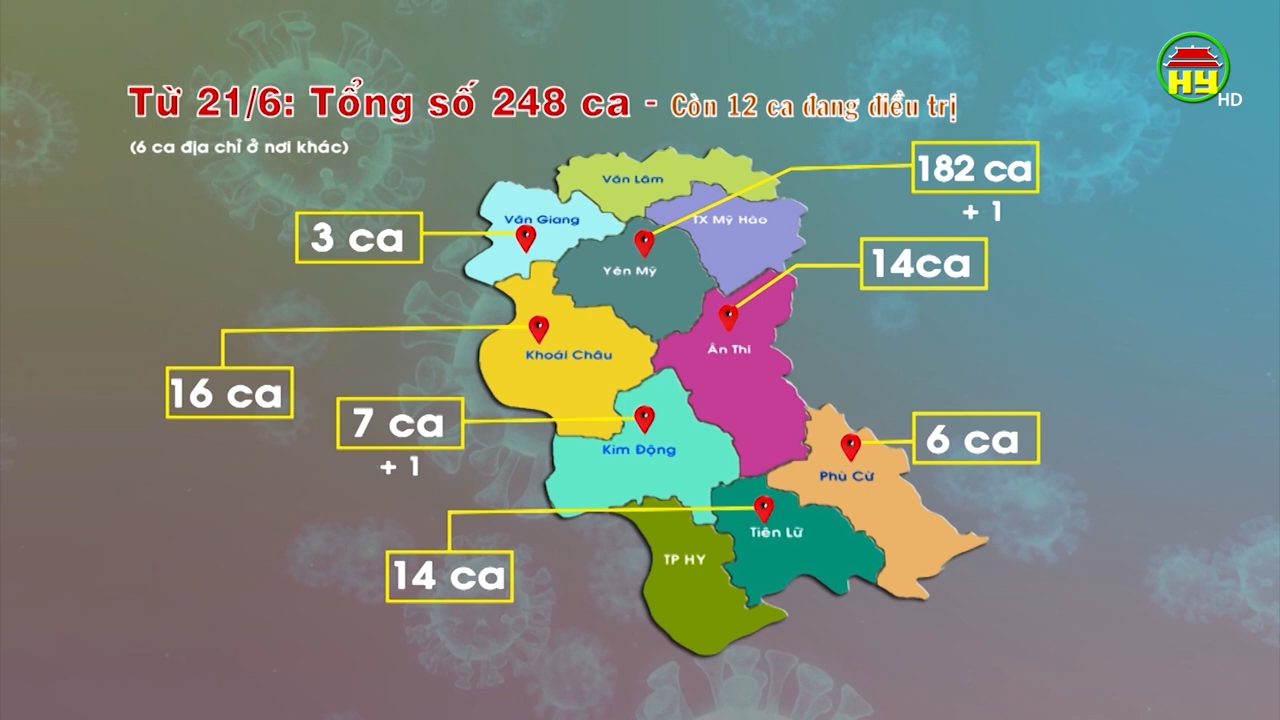 HY
HD
Từ 21/6: Tổng số 248 ca - Còn 12 ca đang điều trị
(6 ca địa chỉ ở nơi khác)
182 ca
+ 1
Văn Lâm
Văn Giang
TX Mỹ Hào
3 ca
14ca
Yên Mỹ
Ân Thi
Khoái Châu
16 ca
7 ca
+ 1
Kim Động
6 ca
Phù Cừ
Tiên Lữ
TP HY
14 ca